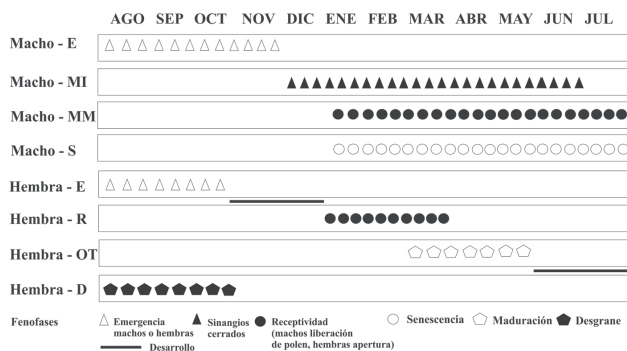 AGO SEP OCT NOV DIC ENE FEB MAR ABR MAY JUN JUL
Macho - E
Macho - MI
Macho - MM
Macho - S
Hembra - E
Hembra - R
Hembra - OT
Hembra - D
Fenofases Emergencia machos o hembras Sinangios cerrados Receptividad (machos liberación de polen, hembras apertura) Senescencia Maduración Desgrane
Desarrollo